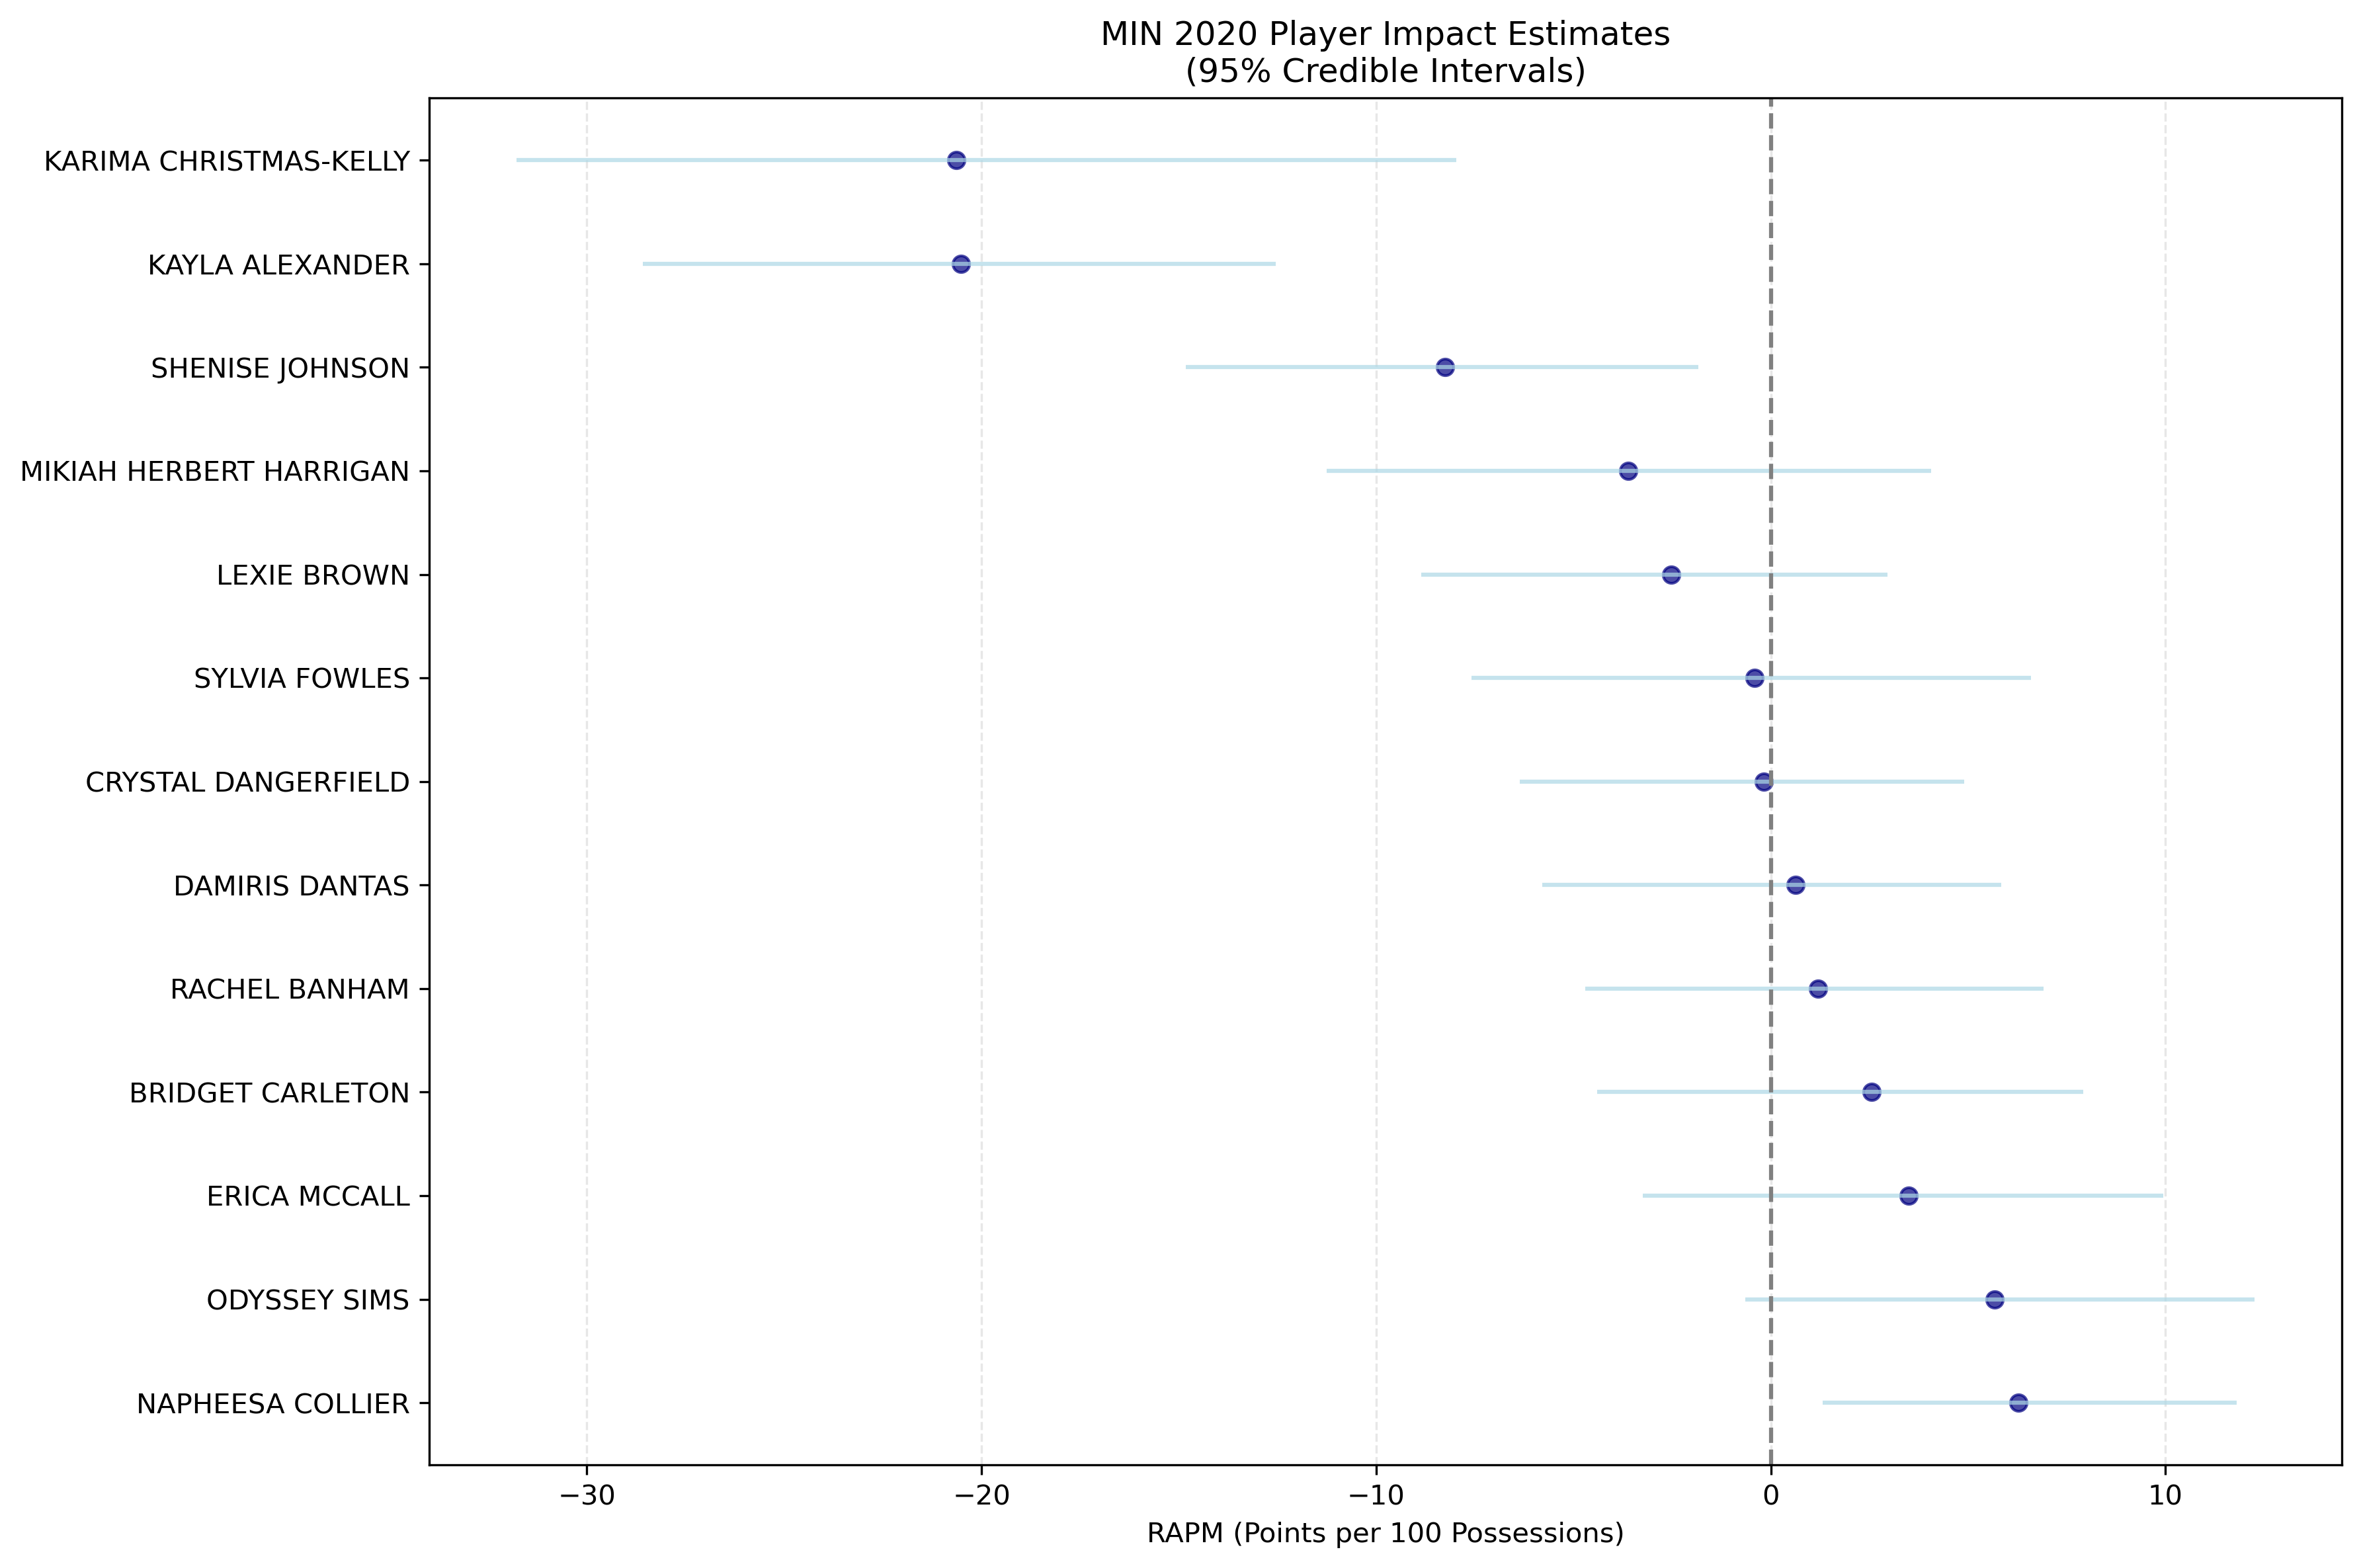 MIN 2020 Player Impact Estimates
(95% Credible Intervals)
KARIMA CHRISTMAS-KELLY
KAYLA ALEXANDER
SHENISE JOHNSON
MIKIAH HERBERT HARRIGAN
LEXIE BROWN
SYLVIA FOWLES
CRYSTAL DANGERFIELD
DAMIRIS DANTAS
RACHEL BANHAM
BRIDGET CARLETON
ERICA MCCALL
ODYSSEY SIMS
NAPHEESA COLLIER
−30 −20 −10 0 10
RAPM (Points per 100 Possessions)